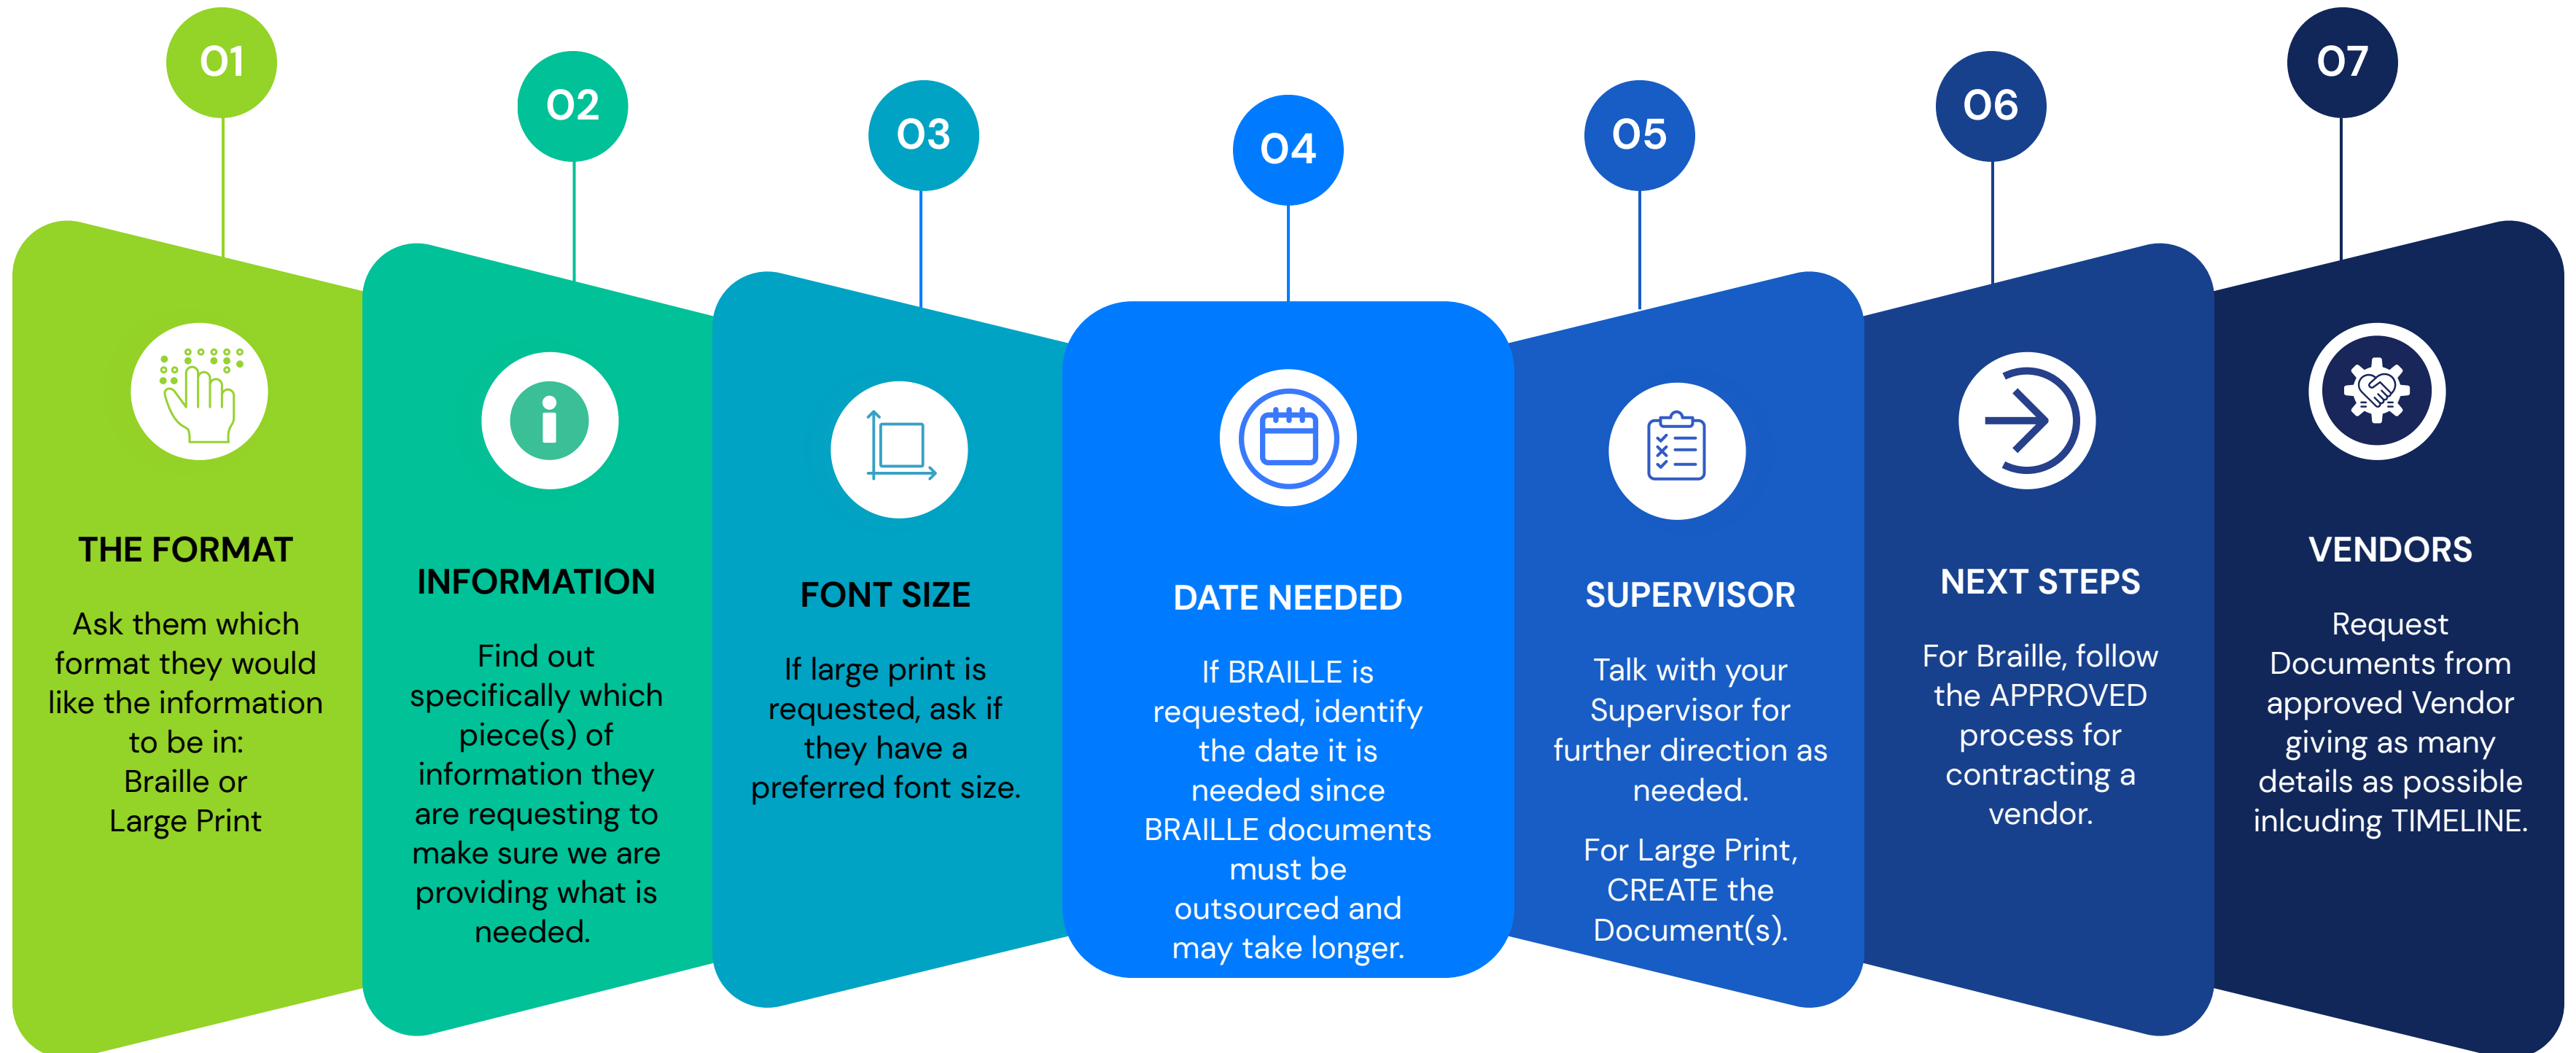 01
THE FORMAT
Ask them which
format they would
like the information
to be in:
Braille or
Large Print
02
INFORMATION
Find out
specifically which
piece(s) of
information they
are requesting to
make sure we are
providing what is
needed.
03
FONT SIZE
If large print is
requested, ask if
they have a
preferred font size.
04
DATE NEEDED
If BRAILLE is
requested, identify
the date it is
needed since
BRAILLE documents
must be
outsourced and
may take longer.
05
SUPERVISOR
Talk with your
Supervisor for
further direction as
needed.
For Large Print,
CREATE the
Document(s).
06
NEXT STEPS
For Braille, follow
the APPROVED
process for
contracting a
vendor.
07
VENDORS
Request
Documents from
approved Vendor
giving as many
details as possible
inlcuding TIMELINE.